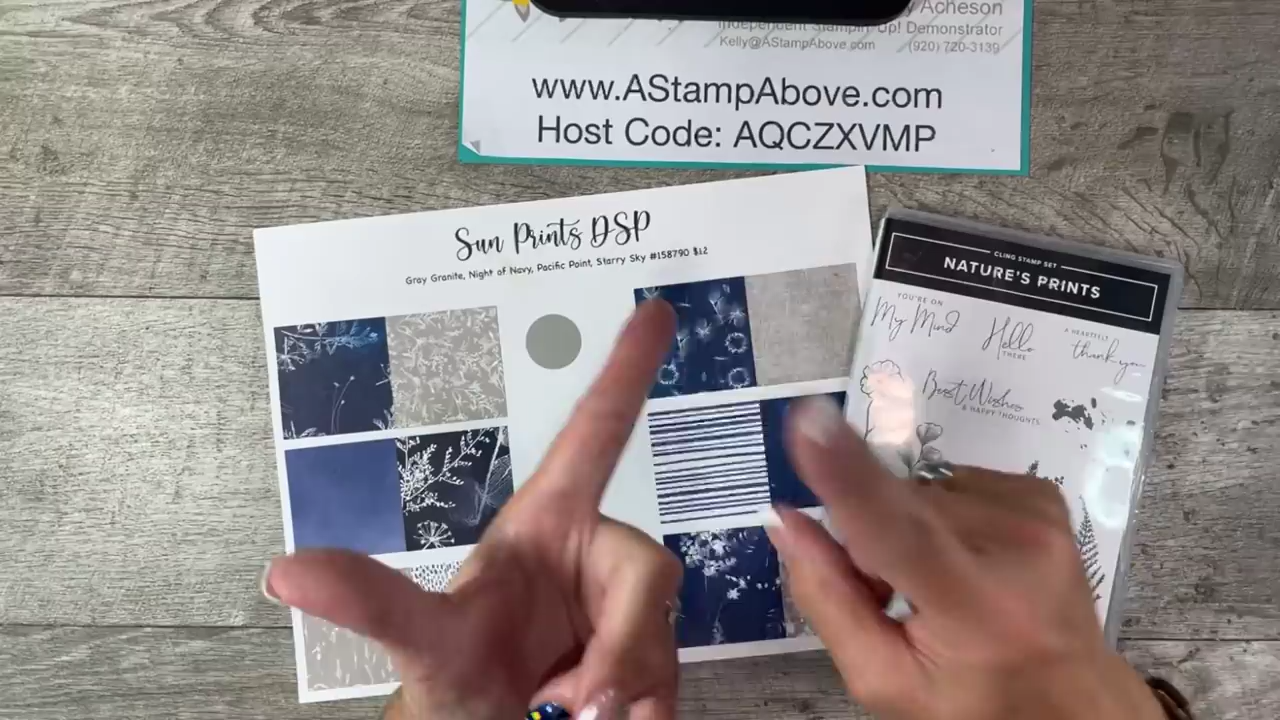 Acheson
Independent Stampin' Up! Demonstrator
Kelly@AStampAbove.com (920) 720-3139
www.AStampAbove.com
Host Code: AQCZXVMP
Sun Prints DSP
Gray Granite, Night of Navy, Pacific Point, Starry Sky #158790 $12
CLING STAMP SET
NATURE'S PRINTS
YOU'RE ON
My Mind
Hello
THERE
A HEARTFELT
thank you
Best Wishes
& HAPPY THOUGHTS